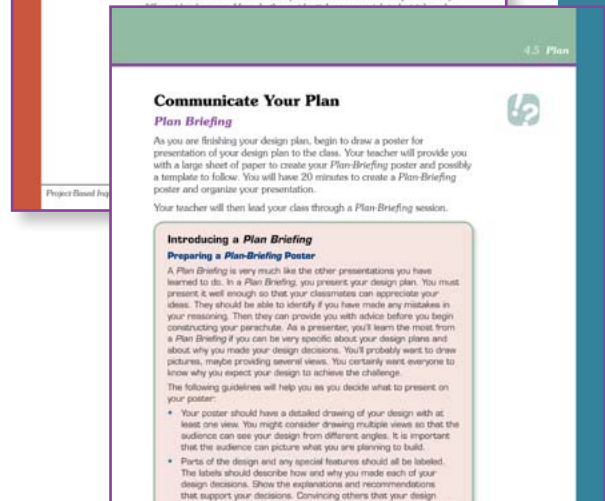 4.5 Plan
Communicate Your Plan
Plan Briefing
As you are finishing your design plan, begin to draw a poster for
presentation of your design plan to the class. Your teacher will provide you
with a large sheet of paper to create your Plan-Briefing poster and possibly
a template to follow. You will have 20 minutes to create a Plan-Briefing
poster and organize your presentation.
Your teacher will then lead your class through a Plan-Briefing session.
Introducing a Plan Briefing
Preparing a Plan-Briefing Poster
A Plan Briefing is very much like the other presentations you have
learned to do. In a Plan Briefing, you present your design plan. You must
present it well enough so that your classmates can appreciate your
ideas. They should be able to identify if you have made any mistakes in
your reasoning. Then they can provide you with advice before you begin
constructing your parachute. As a presenter, you'll learn the most from
a Plan Briefing if you can be very specific about your design plans and
about why you made your design decisions. You'll probably want to draw
pictures, maybe providing several views. You certainly want everyone to
know why you expect your design to achieve the challenge.
The following guidelines will help you as you decide what to present on
your poster:
• Your poster should have a detailed drawing of your design with at
least one view. You might consider drawing multiple views so that the
audience can see your design from different angles. It is important
that the audience can picture what you are planning to build.
• Parts of the design and any special features should all be labeled.
The labels should describe how and why you made each of your
design decisions. Show the explanations and recommendations
that support your decisions. Convincing others that your design
Project-Based Inq